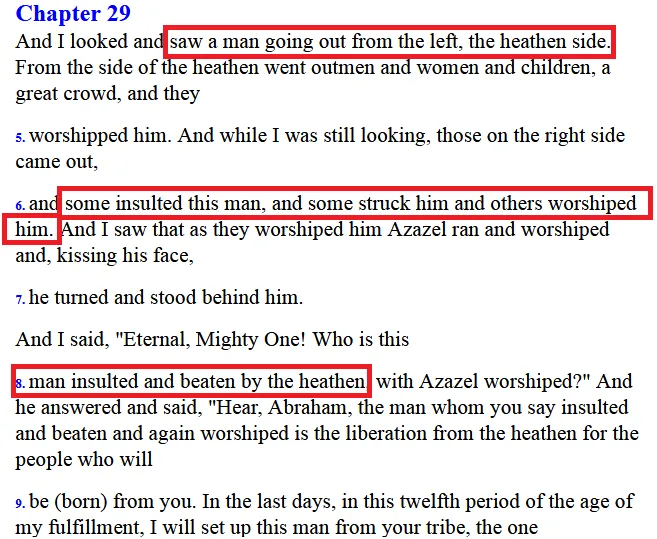 Chapter 29
And I looked and saw a man going out from the left, the heathen side.
From the side of the heathen went outmen and women and children, a
great crowd, and they
5. worshipped him. And while I was still looking, those on the right side
came out,
6. and some insulted this man, and some struck him and others worshiped
him. And I saw that as they worshiped him Azazel ran and worshiped
and, kissing his face,
7. he turned and stood behind him.
And I said, "Eternal, Mighty One! Who is this
8. man insulted and beaten by the heathen, with Azazel worshiped?" And
he answered and said, "Hear, Abraham, the man whom you say insulted
and beaten and again worshiped is the liberation from the heathen for the
people who will
9. be (born) from you. In the last days, in this twelfth period of the age of
my fulfillment, I will set up this man from your tribe, the one